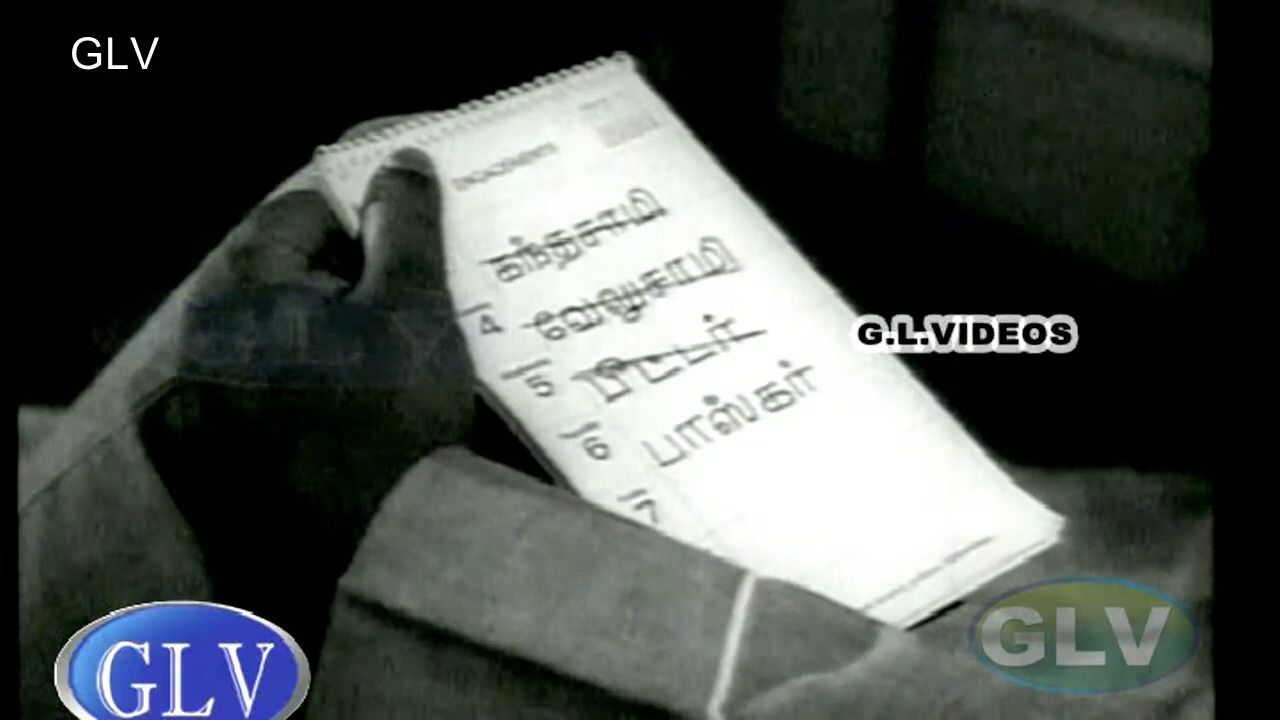 GLV
கந்தசாமி
4 வேலுசாமி
5 பீட்டர்
6 பாஸ்கர்
7
G.L.VIDEOS
GLV
GLV